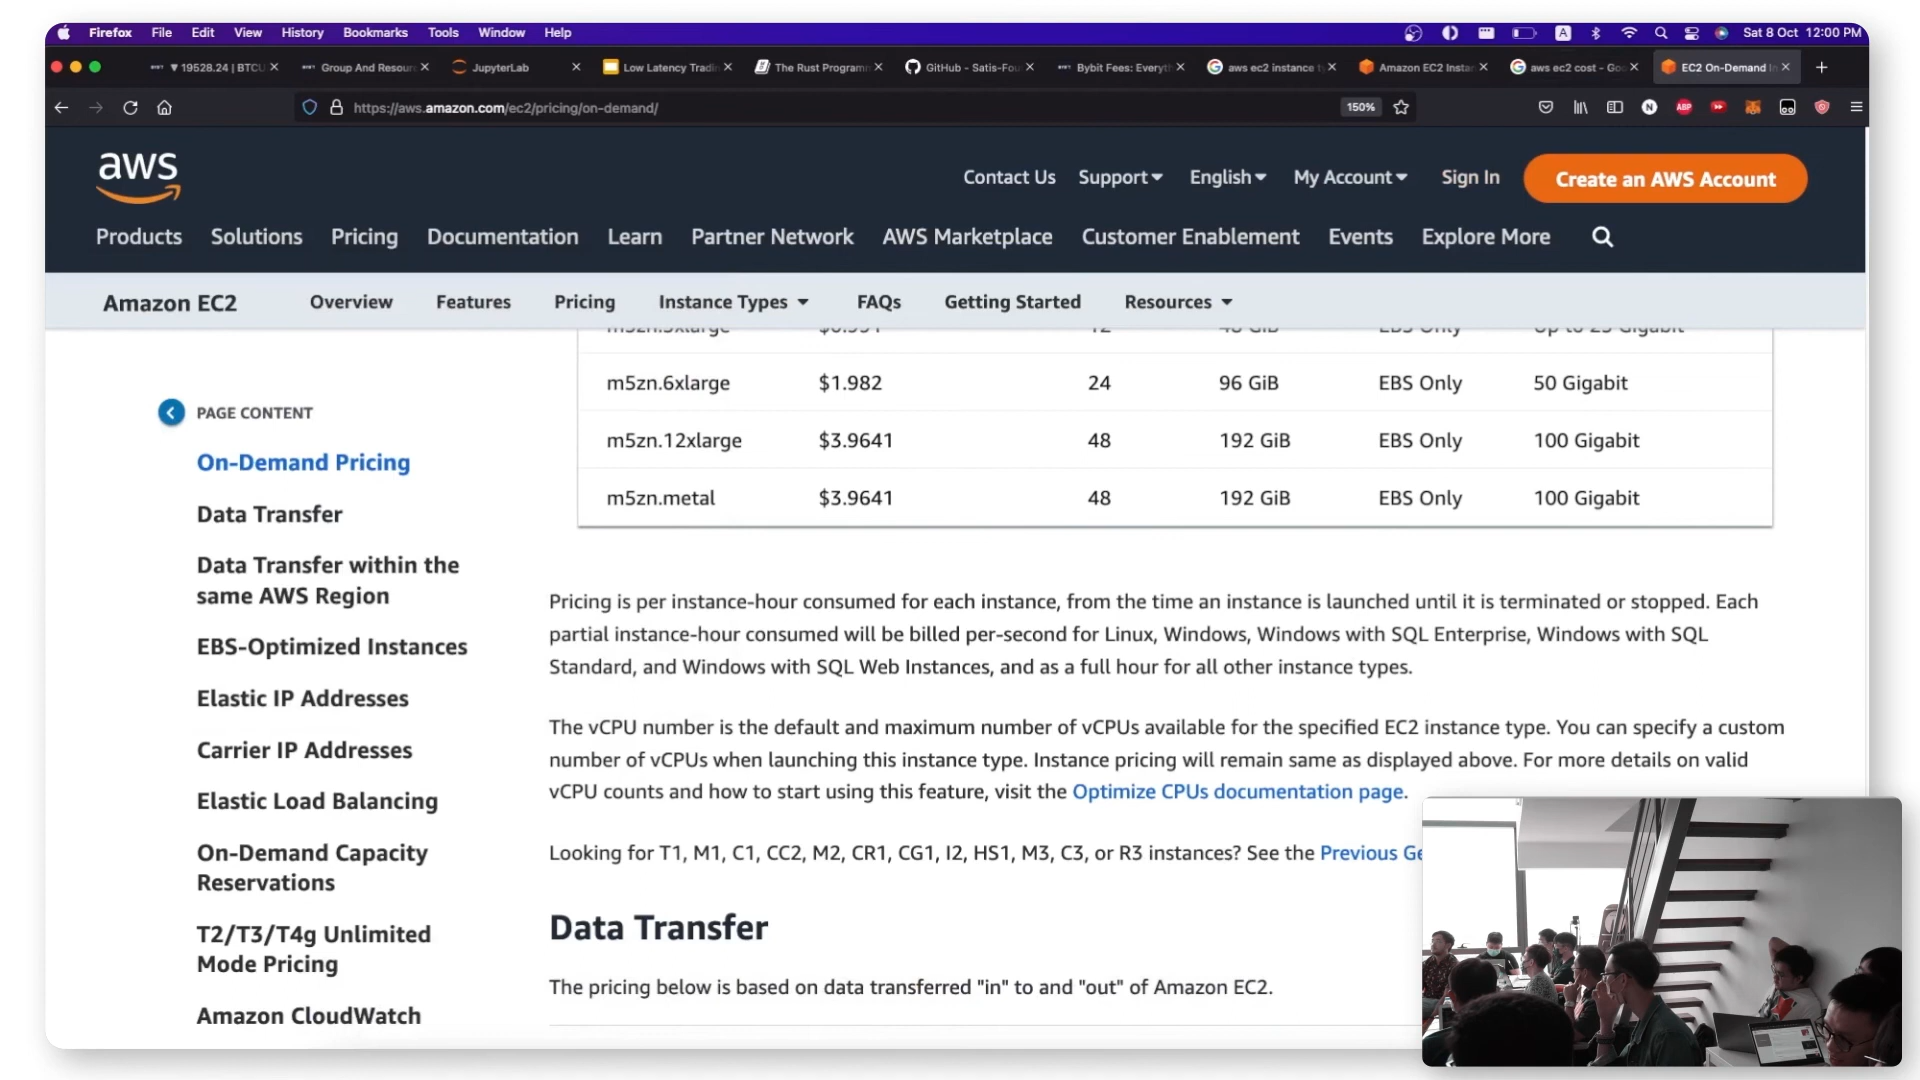 Firefox File Edit View History Bookmarks Tools Window Help
A Sat 8 Oct 12:00 PM
▼ 19528.24 | BTCU
Group And Resour
JupyterLab
Low Latency Tradi
The Rust Program
GitHub - Satis-Fou
Bybit Fees: Everyt
aws ec2 instance t
Amazon EC2 Instan
aws ec2 cost - Goo
EC2 On-Demand In
https://aws.amazon.com/ec2/pricing/on-demand/
150%
N ABP
aws
Contact Us Support English My Account Sign In Create an AWS Account
Products Solutions Pricing Documentation Learn Partner Network AWS Marketplace Customer Enablement Events Explore More
Amazon EC2 Overview Features Pricing Instance Types FAQs Getting Started Resources
m5zn.6xlarge $1.982 24 96 GiB EBS Only 50 Gigabit
m5zn.12xlarge $3.9641 48 192 GiB EBS Only 100 Gigabit
m5zn.metal $3.9641 48 192 GiB EBS Only 100 Gigabit
PAGE CONTENT
On-Demand Pricing
Data Transfer
Data Transfer within the
same AWS Region
EBS-Optimized Instances
Elastic IP Addresses
Carrier IP Addresses
Elastic Load Balancing
On-Demand Capacity
Reservations
T2/T3/T4g Unlimited
Mode Pricing
Amazon CloudWatch
Pricing is per instance-hour consumed for each instance, from the time an instance is launched until it is terminated or stopped. Each
partial instance-hour consumed will be billed per-second for Linux, Windows, Windows with SQL Enterprise, Windows with SQL
Standard, and Windows with SQL Web Instances, and as a full hour for all other instance types.
The vCPU number is the default and maximum number of vCPUs available for the specified EC2 instance type. You can specify a custom
number of vCPUs when launching this instance type. Instance pricing will remain same as displayed above. For more details on valid
vCPU counts and how to start using this feature, visit the Optimize CPUs documentation page.
Looking for T1, M1, C1, CC2, M2, CR1, CG1, I2, HS1, M3, C3, or R3 instances? See the Previous Ge
Data Transfer
The pricing below is based on data transferred "in" to and "out" of Amazon EC2.